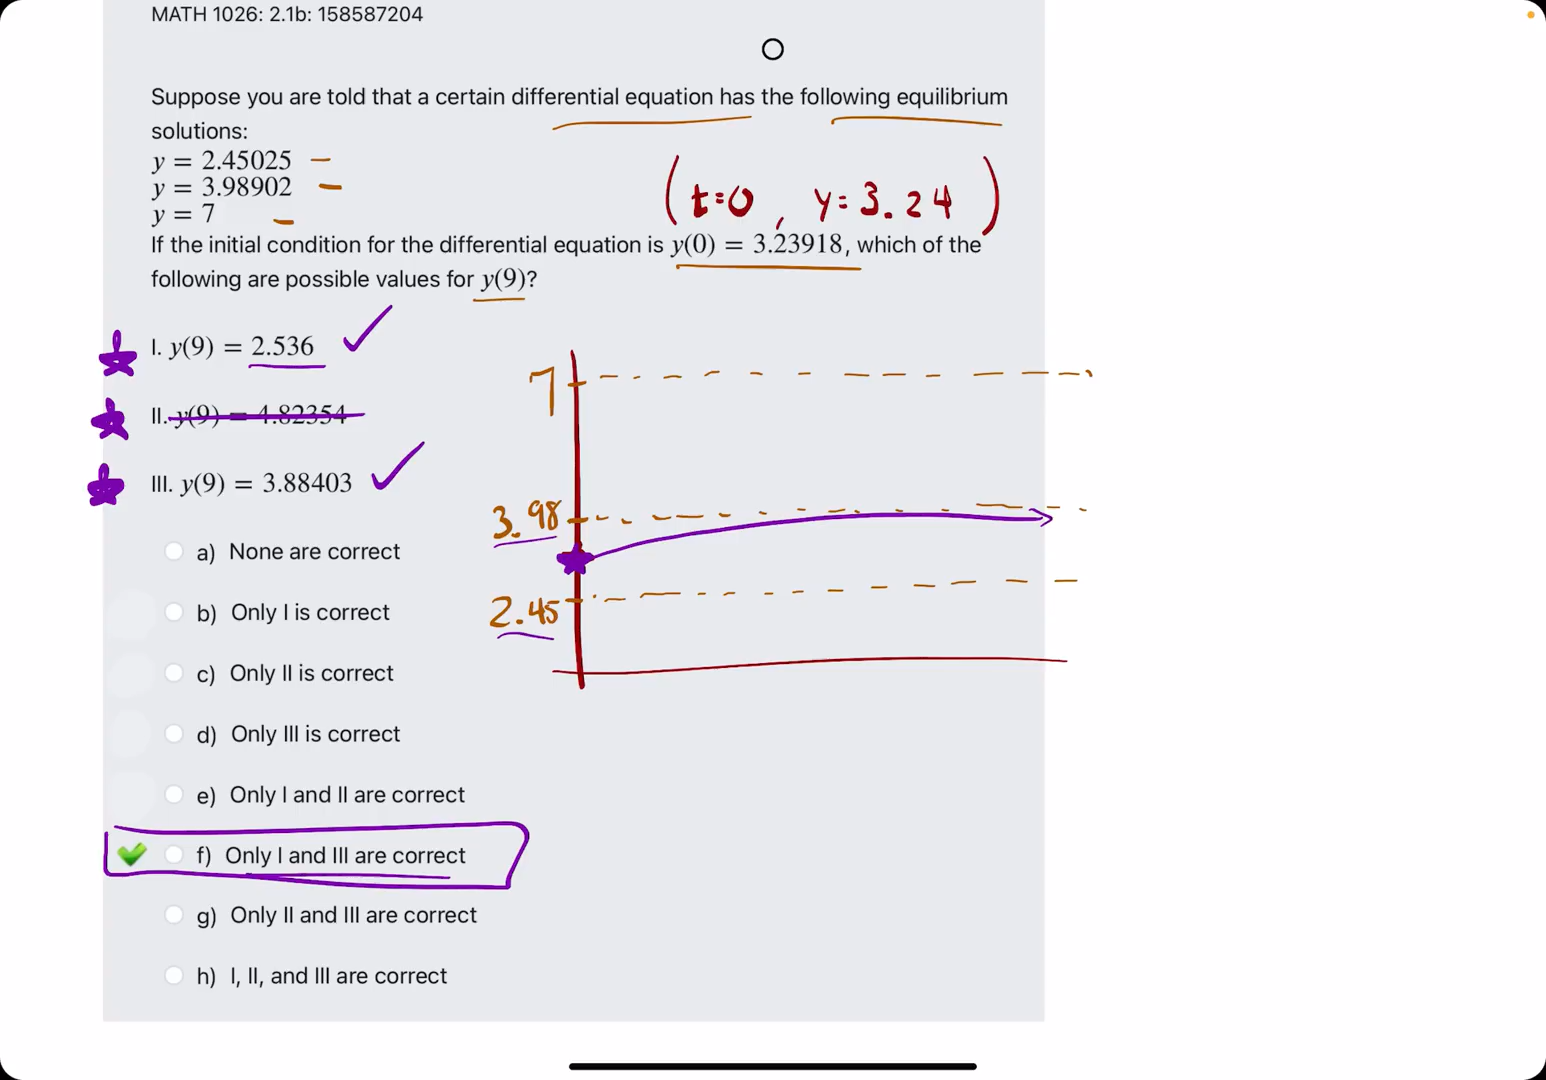 MATH 1026: 2.1b: 158587204
Suppose you are told that a certain differential equation has the following equilibrium
solutions:
y = 2.45025
y = 3.98902
y = 7
(t=0, y=3.24)
If the initial condition for the differential equation is y(0) = 3.23918, which of the
following are possible values for y(9)?
I. y(9) = 2.536
II. y(9) = 4.82354
III. y(9) = 3.88403
7
3.98
2.45
a) None are correct
b) Only I is correct
c) Only II is correct
d) Only III is correct
e) Only I and II are correct
f) Only I and III are correct
g) Only II and III are correct
h) I, II, and III are correct